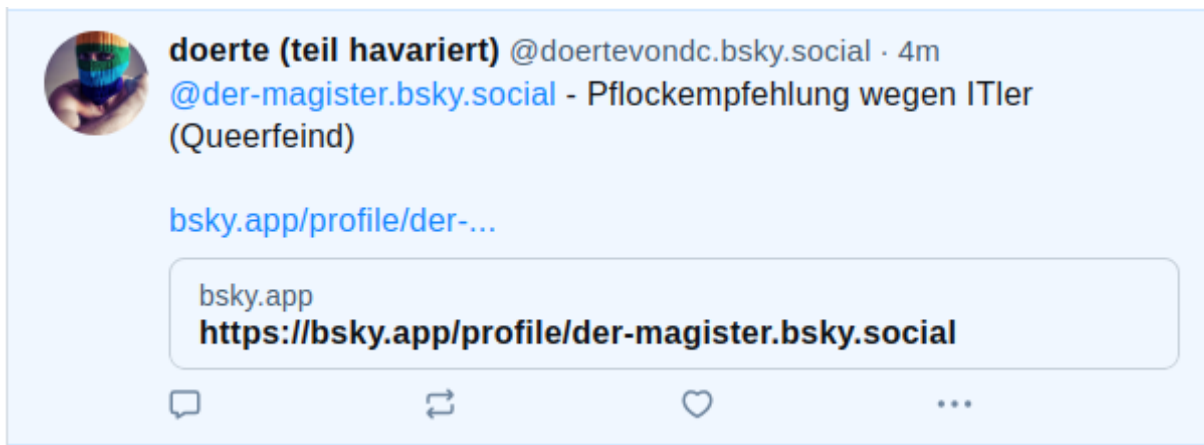 doerte (teil havariert) @doertevondc.bsky.social · 4m
@der-magister.bsky.social - Pflockempfehlung wegen ITler
(Queerfeind)
bsky.app/profile/der-...
bsky.app
https://bsky.app/profile/der-magister.bsky.social